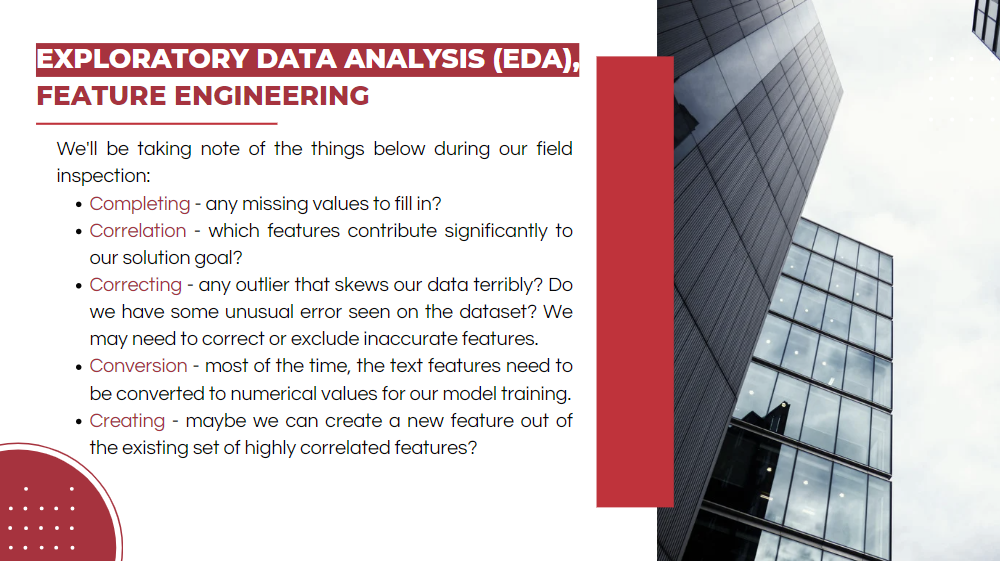 EXPLORATORY DATA ANALYSIS (EDA),
FEATURE ENGINEERING
We'll be taking note of the things below during our field
inspection:
• Completing - any missing values to fill in?
• Correlation - which features contribute significantly to
our solution goal?
• Correcting - any outlier that skews our data terribly? Do
we have some unusual error seen on the dataset? We
may need to correct or exclude inaccurate features.
• Conversion - most of the time, the text features need to
be converted to numerical values for our model training.
• Creating - maybe we can create a new feature out of
the existing set of highly correlated features?